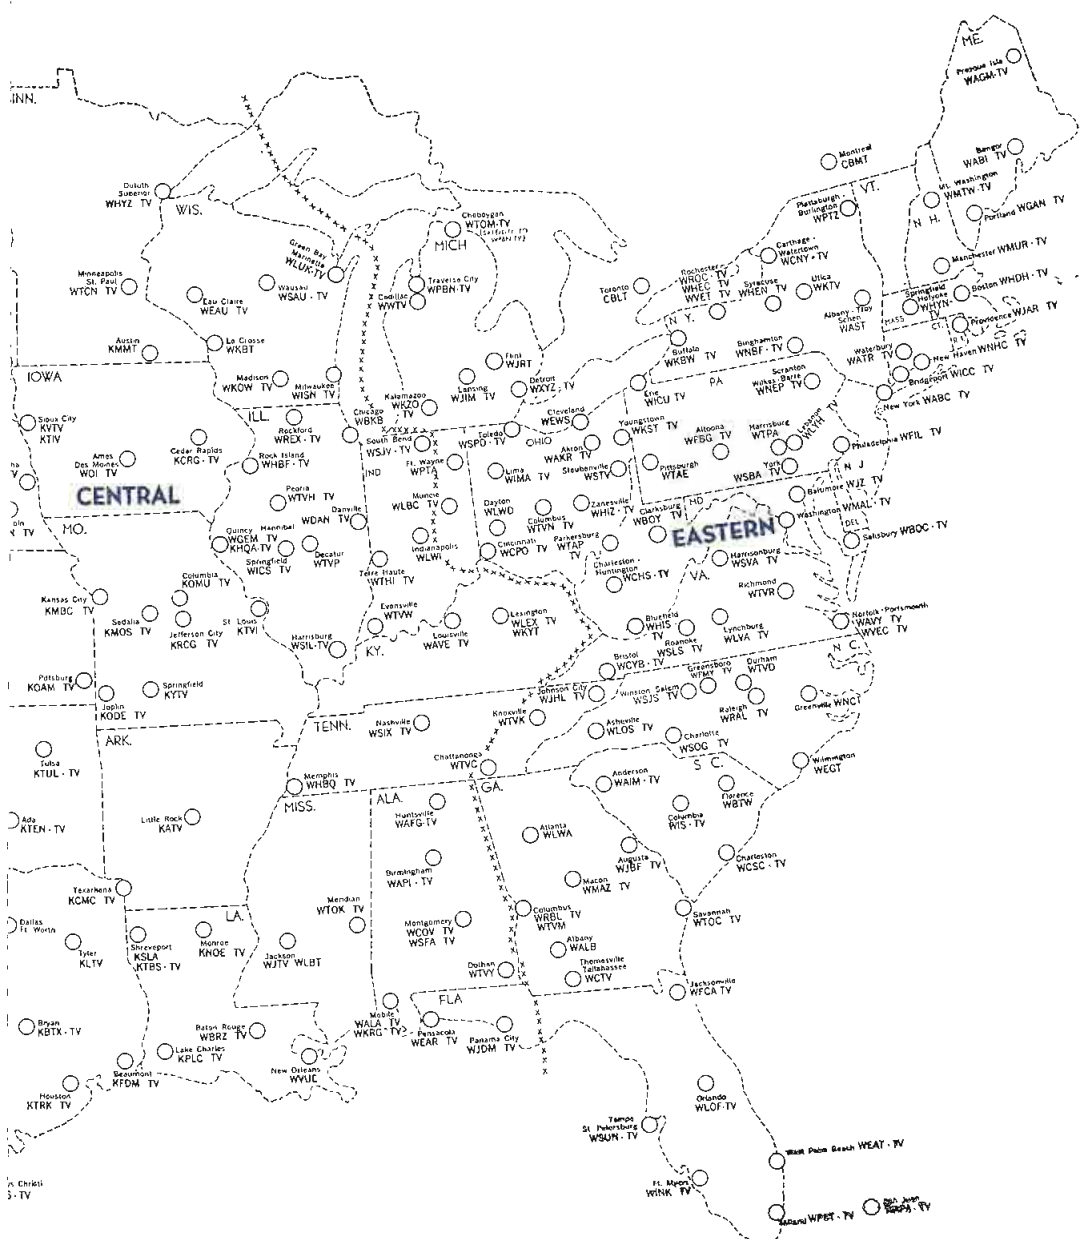 ME.
Presque Isle
WAGM-TV
INN.
Montreal
CBMT
Bangor
WABI TV
VT.
Mt. Washington
WMTW-TV
Duluth
Superior
WHYZ TV
WIS.
Plattsburgh-
Burlington
WPTZ
N H.
Portland WGAN TV
Cheboygan
WTOM-TV
MICH
Green Bay
Marinette
WLUK-TV
Carthage-
Watertown
WCNY-TV
Manchester WMUR-TV
Minneapolis
St. Paul
WTCN TV
Wausau
WSAU-TV
Traverse City
WPBN-TV
Cadillac
WWTV
Toronto
CBLT
Rochester
WROC-TV
WHEC TV
WVET TV
Syracuse
WHEN TV
Utica
WKTV
Springfield
Holyoke
WHYN-
TV
Boston WHDH-TV
Eau Claire
WEAU TV
Albany-Troy
Schen.
WAST
MASS
N Y.
CT.
R I.
Providence WJAR TV
Austin
KMMT
La Crosse
WKBT
Buffalo
WKBW TV
Binghamton
WNBF-TV
Waterbury
WATR TV
New Haven WNHC TV
Flint
WJRT
IOWA
Madison
WKOW TV
Milwaukee
WISN TV
Lansing
WJIM TV
Detroit
WXYZ-TV
Erie
WICU TV
PA
Scranton
Wilkes-Barre
WNEP TV
Bridgeport WICC TV
New York WABC TV
ILL.
Kalamazoo
WKZO
TV
Chicago
WBKB
Sioux City
KVTV
KTIV
Rockford
WREX-TV
South Bend
WSJV-TV
Toledo
WSPD-TV
OHIO
Cleveland
WEWS
Youngstown
WKST TV
Altoona
WFBG TV
Harrisburg
WTPA
Lebanon
WLYH TV
Philadelphia WFIL TV
Cedar Rapids
KCRG-TV
Akron
WAKR TV
Ames
Des Moines
WOI TV
Rock Island
WHBF-TV
IND
Ft. Wayne
WPTA
Lima
WIMA TV
Steubenville
WSTV
Pittsburgh
WTAE
York
WSBA TV
N J
CENTRAL
Peoria
WTVH TV
Muncie
WLBC TV
Dayton
WLWD
Columbus
WTVN TV
Zanesville
WHIZ TV
MD
Baltimore WJZ TV
Clarksburg
WBOY TV
EASTERN
Washington WMAL-TV
DEL
MO.
Danville
WDAN TV
Quincy Hannibal
WGEM TV
KHQA-TV
Springfield
WICS TV
Decatur
WTVP
Indianapolis
WLWI
Cincinnati
WCPO TV
Parkersburg
WTAP
TV
Salisbury WBOC-TV
Harrisonburg
WSVA TV
Columbia
KOMU TV
Terre Haute
WTHI TV
Charleston
Huntington
WCHS-TV
VA.
Richmond
WTVR
Kansas City
KMBC TV
Sedalia
KMOS TV
Jefferson City
KRCG TV
St Louis
KTVI
Evansville
WTVW
Lexington
WLEX TV
WKYT
Bluefield
WHIS
TV
Lynchburg
WLVA TV
Norfolk-Portsmouth
WAVY TV
WVEC TV
Harrisburg
WSIL-TV
KY.
Louisville
WAVE TV
Roanoke
WSLS TV
N C.
Bristol
WCYB-TV
Pittsburg
KOAM TV
Joplin
KODE TV
Springfield
KYTV
Greensboro
WFMY TV
Durham
WTVD
Johnson City
WJHL TV
Winston Salem
WSJS TV
Raleigh
WRAL TV
Greenville WNCT
TENN.
Nashville
WSIX TV
Knoxville
WTVK
Asheville
WLOS TV
ARK.
Charlotte
WSOC TV
Tulsa
KTUL-TV
Chattanooga
WTVC
S C.
Wilmington
WECT
Memphis
WHBQ TV
MISS.
ALA.
GA.
Anderson
WAIM-TV
Florence
WBTW
Huntsville
WAFG-TV
Columbia
WIS-TV
Ada
KTEN-TV
Little Rock
KATV
Atlanta
WLWA
Augusta
WJBF TV
Charleston
WCSC-TV
Birmingham
WAPI-TV
Macon
WMAZ TV
Texarkana
KCMC TV
LA.
Meridian
WTOK TV
Columbus
WRBL TV
WTVM
Savannah
WTOC TV
Montgomery
WCOV TV
WSFA TV
Dallas
Ft Worth
Tyler
KLTV
Shreveport
KSLA
KTBS-TV
Monroe
KNOE TV
Jackson
WJTV WLBT
Albany
WALB
Dothan
WTVY
Thomasville
Tallahassee
WCTV
Jacksonville
WFGA TV
FLA
Mobile
WALA TV
WKRG TV
Pensacola
WEAR TV
Panama City
WJDM TV
Bryan
KBTX-TV
Baton Rouge
WBRZ TV
Lake Charles
KPLC TV
Beaumont
KFDM TV
New Orleans
WVUE
Houston
KTRK TV
Orlando
WLOF-TV
Tampa
St Petersburg
WSUN-TV
West Palm Beach WEAT-TV
Ft. Myers
WINK TV
Christi
-TV
WPST-TV
San Juan